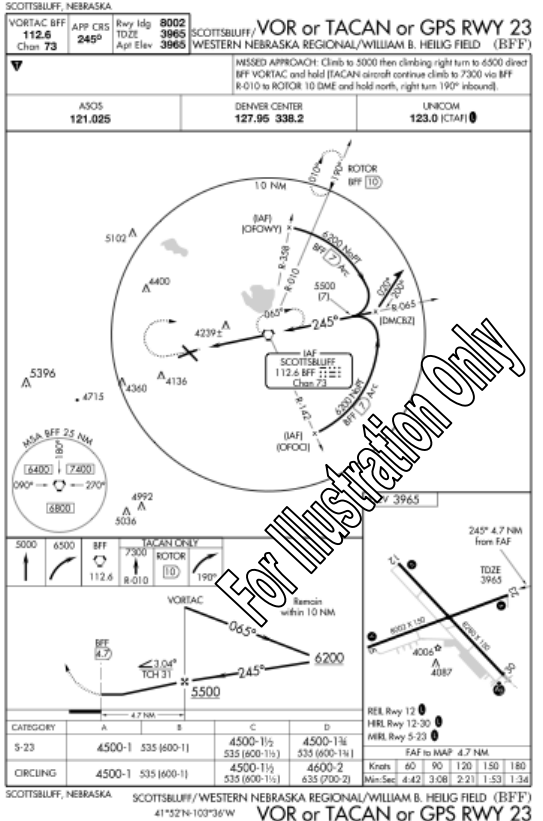 SCOTTSBLUFF, NEBRASKA
VORTAC BFF
112.6
Chan 73
APP CRS
245°
Rwy ldg 8002
TDZE 3965
Apt Elev 3965
SCOTTSBLUFF/
VOR or TACAN or GPS RWY 23
WESTERN NEBRASKA REGIONAL/WILLIAM B. HEILIG FIELD (BFF)
T
MISSED APPROACH: Climb to 5000 then climbing right turn to 6500 direct
BFF VORTAC and hold (TACAN aircraft continue climb to 7300 via BFF
R-010 to ROTOR 10 DME and hold north, right turn 190° inbound).
ASOS
121.025
DENVER CENTER
127.95 338.2
UNICOM
123.0 (CTAF) L
10 NM
010°
190°
ROTOR
BFF 10
(IAF)
(OFOWY)
5102
6200 NoPT
BFF 7 Arc
R-358
R-010
4400
5500
(7)
020°
200°
R-065
(DMCBZ)
065°
245°
4239±
IAF
SCOTTSBLUFF
112.6 BFF
Chan 73
5396
4715
4360
4136
R-142
6200 NoPT
BFF 7 Arc
(IAF)
(OFOCI)
MSA BFF 25 NM
180°
6400
7400
090°
270°
6800
4992
5036
For Illustration Only
V 3965
5000
6500
BFF
112.6
TACAN ONLY
7300
R-010
ROTOR
10
190°
245° 4.7 NM
from FAF
TDZE
3965
12
23
8002 X 150
8280 X 150
4006
4087
30
VORTAC
Remain
within 10 NM
065°
BFF
4.7
3.04°
TCH 31
245°
6200
5500
4.7 NM
REIL Rwy 12 L
HIRL Rwy 12-30 L
MIRL Rwy 5-23 L
CATEGORY A B C D
S-23 4500-1 535 (600-1) 4500-1½ 535 (600-1½) 4500-1¾ 535 (600-1¾)
CIRCLING 4500-1 535 (600-1) 4500-1½ 535 (600-1½) 4600-2 635 (700-2)
FAF to MAP 4.7 NM
Knots 60 90 120 150 180
Min:Sec 4:42 3:08 2:21 1:53 1:34
SCOTTSBLUFF, NEBRASKA
SCOTTSBLUFF/WESTERN NEBRASKA REGIONAL/WILLIAM B. HEILIG FIELD (BFF)
41°52'N-103°36'W
VOR or TACAN or GPS RWY 23